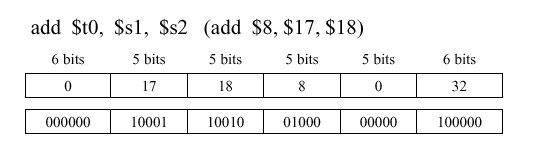 add $t0, $s1, $s2 (add $8, $17, $18)
6 bits 5 bits 5 bits 5 bits 5 bits 6 bits
0 17 18 8 0 32
000000 10001 10010 01000 00000 100000